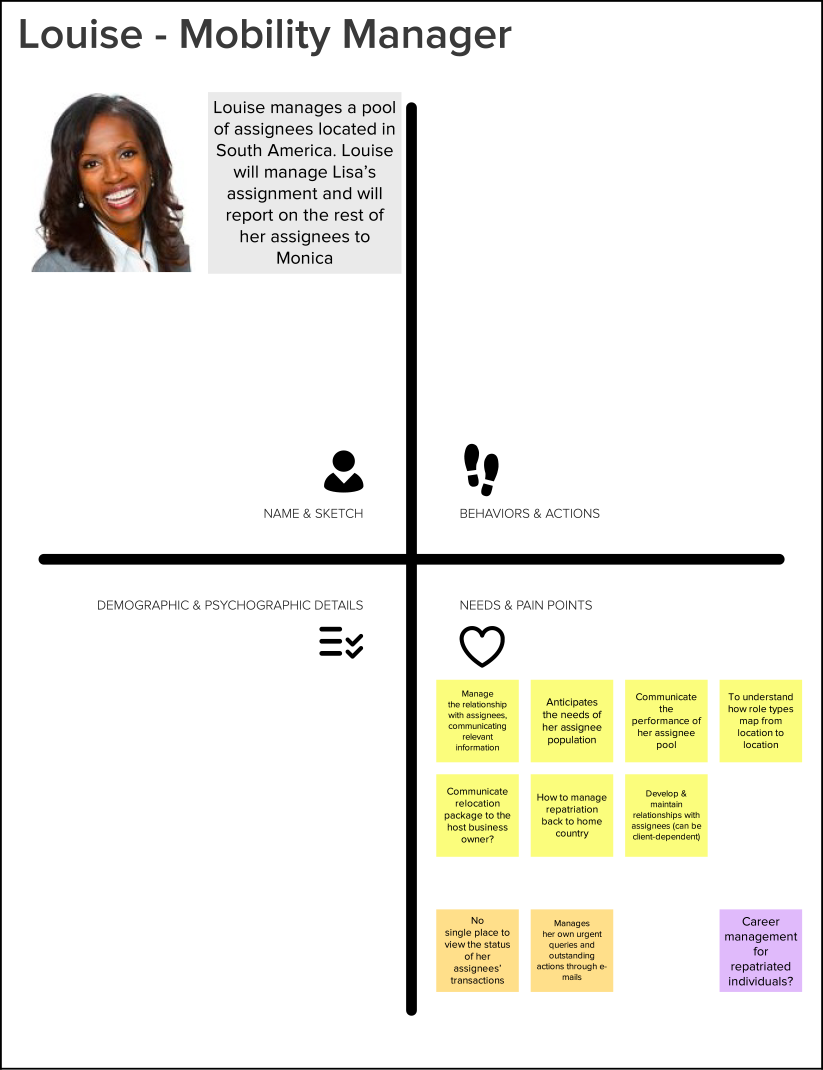 Louise - Mobility Manager
Louise manages a pool
of assignees located in
South America. Louise
will manage Lisa’s
assignment and will
report on the rest of
her assignees to
Monica
NAME & SKETCH
BEHAVIORS & ACTIONS
DEMOGRAPHIC & PSYCHOGRAPHIC DETAILS
NEEDS & PAIN POINTS
Manage
the relationship
with assignees,
communicating
relevant
information
Anticipates
the needs of
her assignee
population
Communicate
the
performance of
her assignee
pool
To understand
how role types
map from
location to
location
Communicate
relocation
package to the
host business
owner?
How to manage
repatriation
back to home
country
Develop &
maintain
relationships with
assignees (can be
client-dependent)
No
single place to
view the status
of her
assignees’
transactions
Manages
her own urgent
queries and
outstanding
actions through e-
mails
Career
management
for
repatriated
individuals?